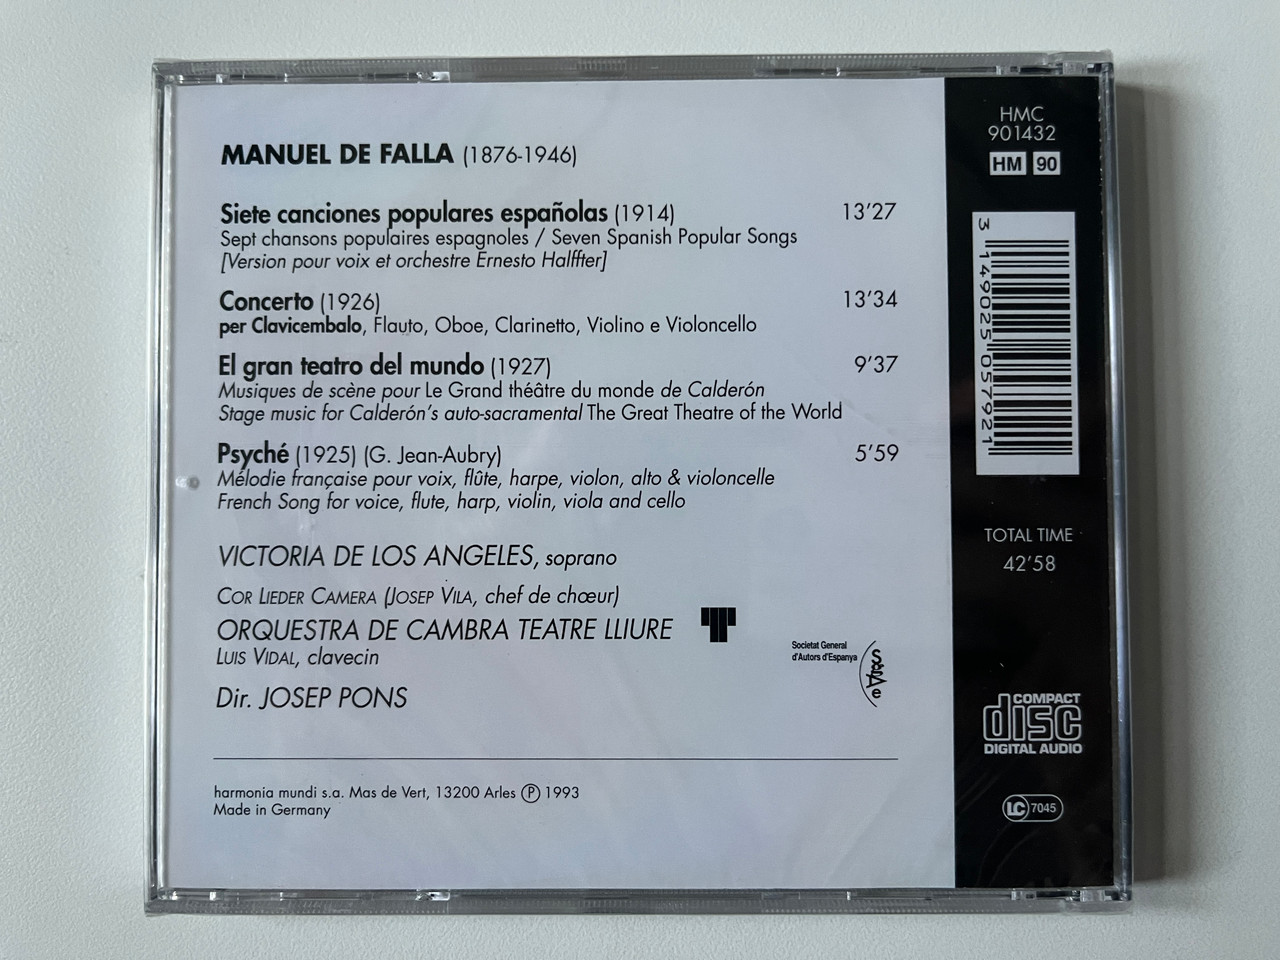 MANUEL DE FALLA (1876-1946)
Siete canciones populares españolas (1914) 13'27
Sept chansons populaires espagnoles / Seven Spanish Popular Songs
[Version pour voix et orchestre Ernesto Halffter]
Concerto (1926) 13'34
per Clavicembalo, Flauto, Oboe, Clarinetto, Violino e Violoncello
El gran teatro del mundo (1927) 9'37
Musiques de scène pour Le Grand théâtre du monde de Calderón
Stage music for Calderón's auto-sacramental The Great Theatre of the World
Psyché (1925) (G. Jean-Aubry) 5'59
Mélodie française pour voix, flûte, harpe, violon, alto & violoncelle
French Song for voice, flute, harp, violin, viola and cello
VICTORIA DE LOS ANGELES, soprano
COR LIEDER CAMERA (JOSEP VILA, chef de chœur)
ORQUESTRA DE CAMBRA TEATRE LLIURE
LUIS VIDAL, clavecin
Dir. JOSEP PONS
Societat General
d'Autors d'Espanya
SGAE
harmonia mundi s.a. Mas de Vert, 13200 Arles ℗ 1993
Made in Germany
HMC
901432
HM 90
3 149025 057921
TOTAL TIME
42'58
COMPACT
disc
DIGITAL AUDIO
LC 7045